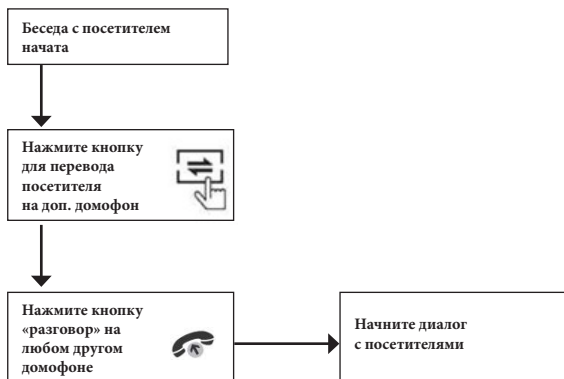 Беседа с посетителем
начата
Нажмите кнопку
для перевода
посетителя
на доп. домофон
Нажмите кнопку
«разговор» на
любом другом
домофоне
Начните диалог
с посетителями